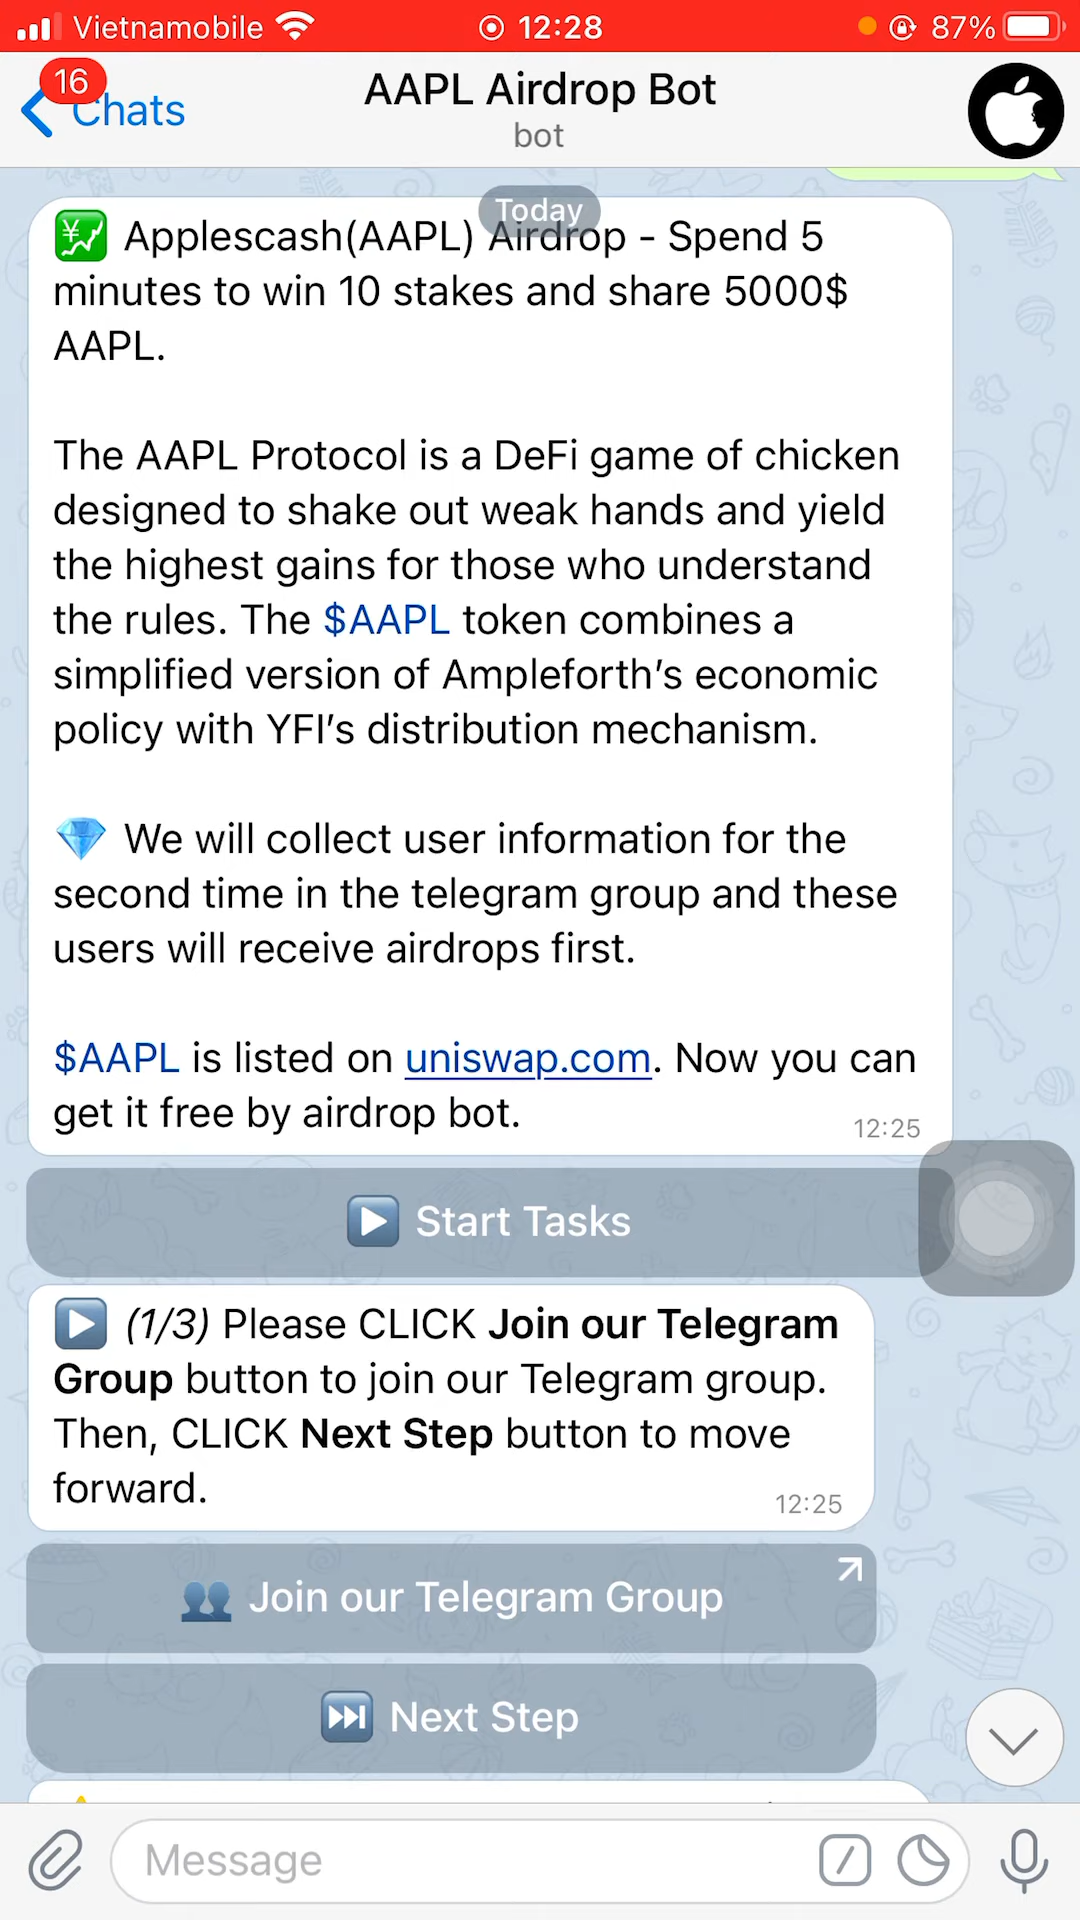 Vietnamobile 12:28 87%
16
Chats
AAPL Airdrop Bot
bot
Today
Applescash(AAPL) Airdrop - Spend 5
minutes to win 10 stakes and share 5000$
AAPL.
The AAPL Protocol is a DeFi game of chicken
designed to shake out weak hands and yield
the highest gains for those who understand
the rules. The $AAPL token combines a
simplified version of Ampleforth’s economic
policy with YFI’s distribution mechanism.
We will collect user information for the
second time in the telegram group and these
users will receive airdrops first.
$AAPL is listed on uniswap.com. Now you can
get it free by airdrop bot.
12:25
Start Tasks
(1/3) Please CLICK Join our Telegram
Group button to join our Telegram group.
Then, CLICK Next Step button to move
forward.
12:25
Join our Telegram Group
Next Step
Message